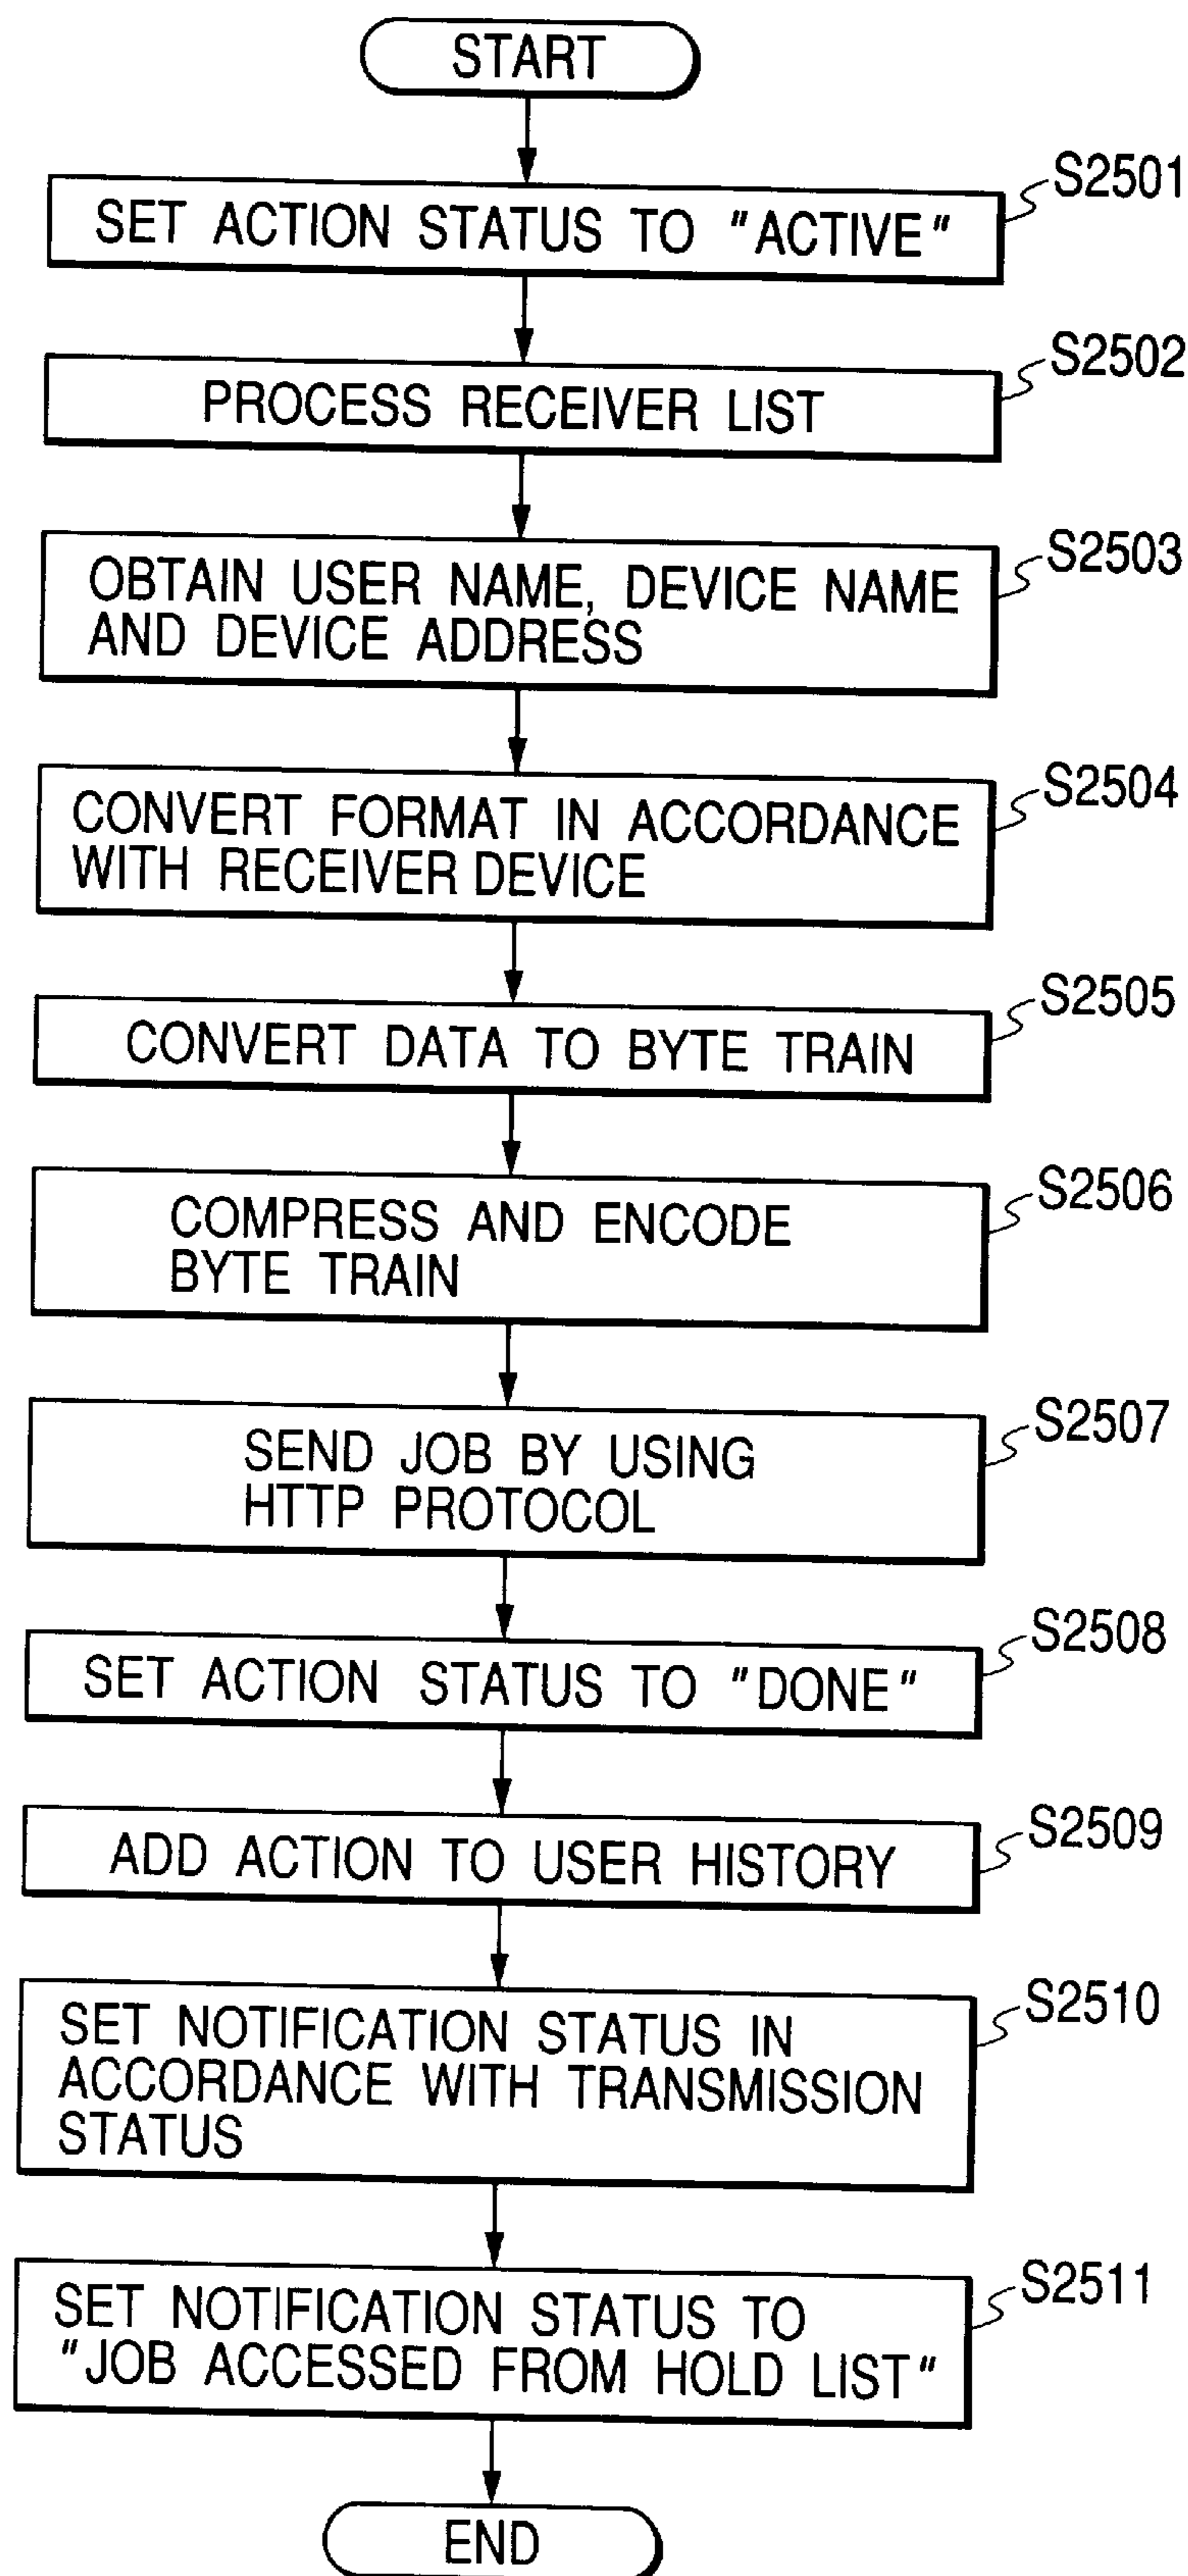 START
S2501
SET ACTION STATUS TO "ACTIVE"
S2502
PROCESS RECEIVER LIST
S2503
OBTAIN USER NAME, DEVICE NAME
AND DEVICE ADDRESS
S2504
CONVERT FORMAT IN ACCORDANCE
WITH RECEIVER DEVICE
S2505
CONVERT DATA TO BYTE TRAIN
S2506
COMPRESS AND ENCODE
BYTE TRAIN
S2507
SEND JOB BY USING
HTTP PROTOCOL
S2508
SET ACTION STATUS TO "DONE"
S2509
ADD ACTION TO USER HISTORY
S2510
SET NOTIFICATION STATUS IN
ACCORDANCE WITH TRANSMISSION
STATUS
S2511
SET NOTIFICATION STATUS TO
"JOB ACCESSED FROM HOLD LIST"
END